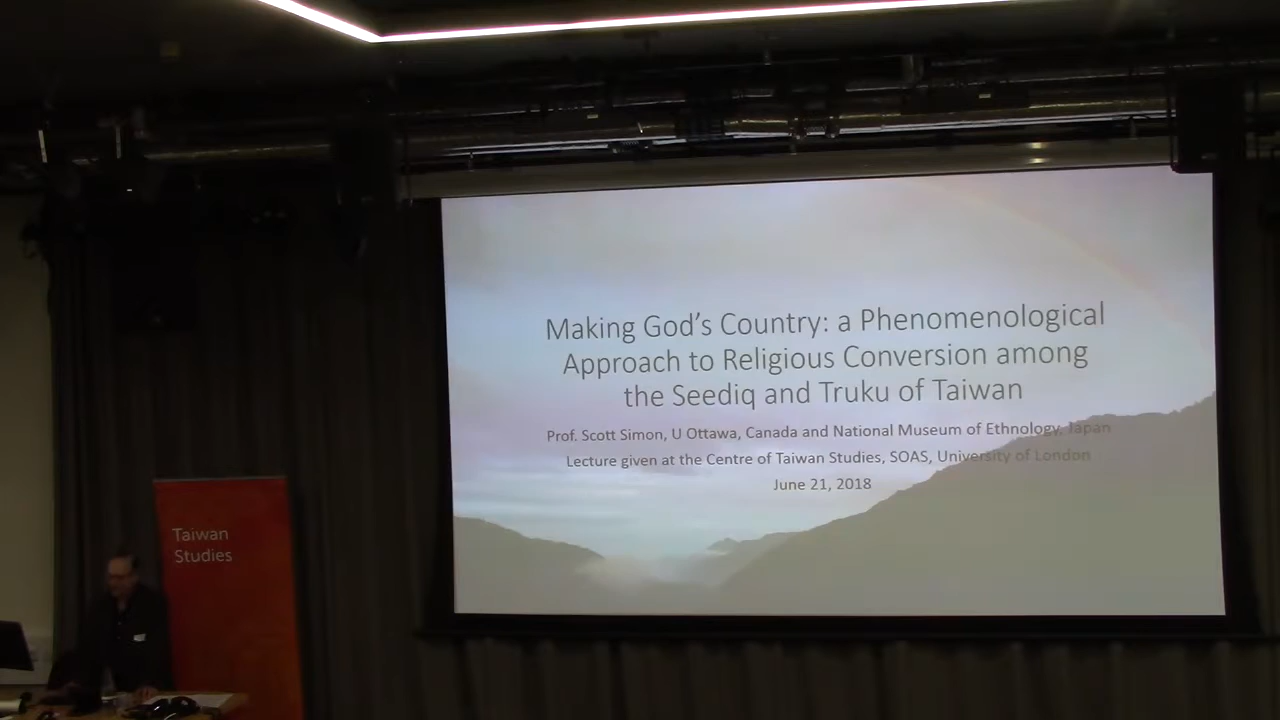 Making God's Country: a Phenomenological
Approach to Religious Conversion among
the Seediq and Truku of Taiwan
Prof. Scott Simon, U Ottawa, Canada and National Museum of Ethnology, Japan
Lecture given at the Centre of Taiwan Studies, SOAS, University of London
June 21, 2018
Taiwan
Studies